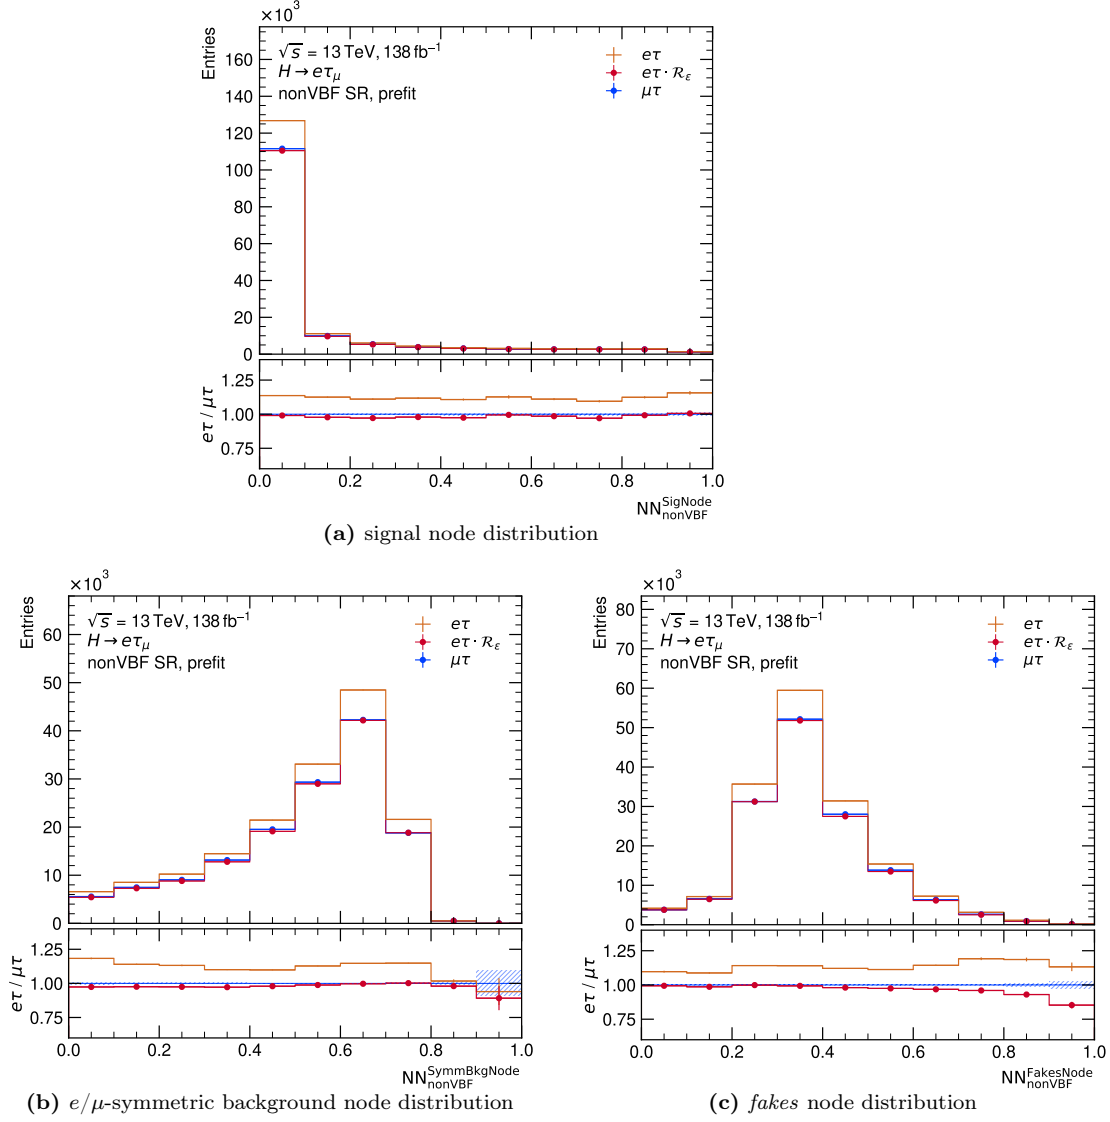 ×10³
Entries
√s = 13 TeV, 138 fb⁻¹
H → eτμ
nonVBF SR, prefit
eτ
eτ · ℛε
μτ
160
140
120
100
80
60
40
20
0
eτ / μτ
1.25
1.00
0.75
0.0 0.2 0.4 0.6 0.8 1.0
NN^SigNode_nonVBF
(a) signal node distribution
×10³
Entries
√s = 13 TeV, 138 fb⁻¹
H → eτμ
nonVBF SR, prefit
eτ
eτ · ℛε
μτ
60
50
40
30
20
10
0
eτ / μτ
1.25
1.00
0.75
0.0 0.2 0.4 0.6 0.8 1.0
NN^SymmBkgNode_nonVBF
(b) e/μ-symmetric background node distribution
×10³
Entries
√s = 13 TeV, 138 fb⁻¹
H → eτμ
nonVBF SR, prefit
eτ
eτ · ℛε
μτ
80
70
60
50
40
30
20
10
0
eτ / μτ
1.25
1.00
0.75
0.0 0.2 0.4 0.6 0.8 1.0
NN^FakesNode_nonVBF
(c) fakes node distribution